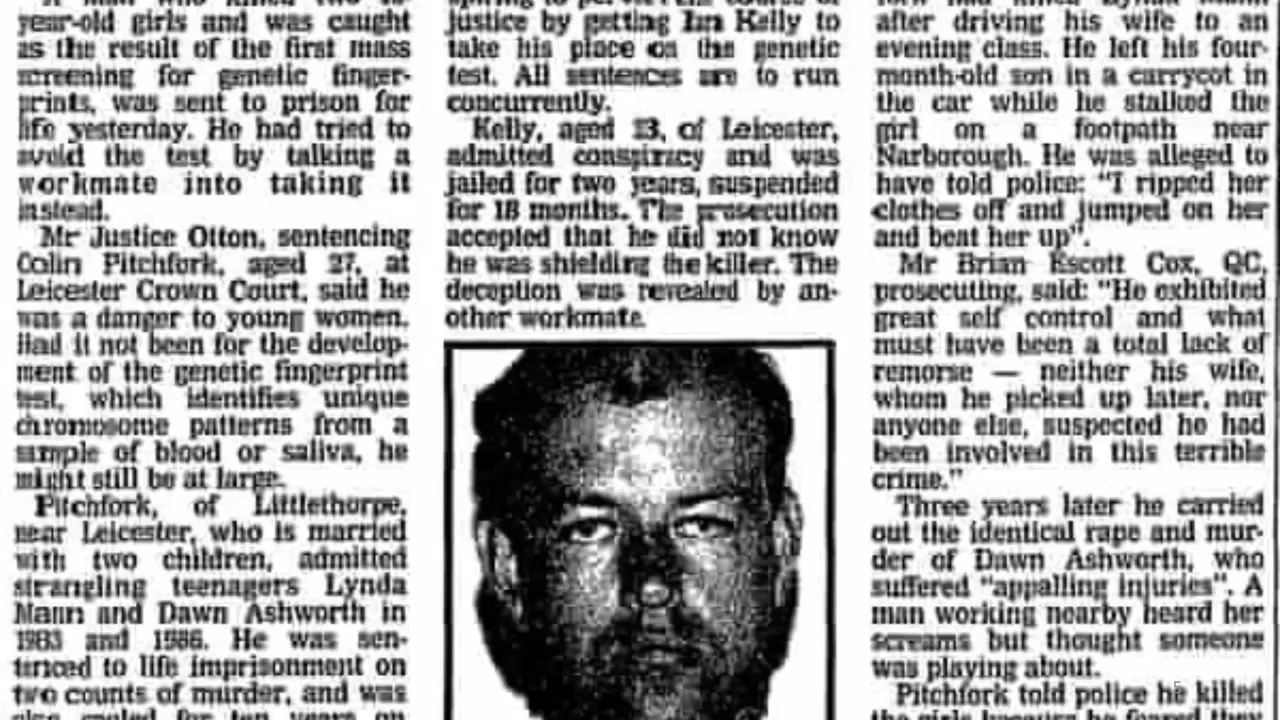 year-old girls and was caught
as the result of the first mass
screening for genetic finger-
prints, was sent to prison for
life yesterday. He had tried to
avoid the test by talking a
workmate into taking it
instead.
Mr Justice Otton, sentencing
Colin Pitchfork, aged 27, at
Leicester Crown Court, said he
was a danger to young women.
Had it not been for the develop-
ment of the genetic fingerprint
test, which identifies unique
chromosome patterns from a
sample of blood or saliva, he
might still be at large.
Pitchfork, of Littlethorpe,
near Leicester, who is married
with two children, admitted
strangling teenagers Lynda
Mann and Dawn Ashworth in
1983 and 1986. He was sen-
tenced to life imprisonment on
two counts of murder, and was
justice by getting Ian Kelly to
take his place on the genetic
test. All sentences are to run
concurrently.
Kelly, aged 23, of Leicester,
admitted conspiracy and was
jailed for two years, suspended
for 18 months. The prosecution
accepted that he did not know
he was shielding the killer. The
deception was revealed by an-
other workmate.
after driving his wife to an
evening class. He left his four-
month-old son in a carrycot in
the car while he stalked the
girl on a footpath near
Narborough. He was alleged to
have told police: "I ripped her
clothes off and jumped on her
and beat her up".
Mr Brian Escott Cox, QC,
prosecuting, said: "He exhibited
great self control and what
must have been a total lack of
remorse — neither his wife,
whom he picked up later, nor
anyone else, suspected he had
been involved in this terrible
crime."
Three years later he carried
out the identical rape and mur-
der of Dawn Ashworth, who
suffered "appalling injuries". A
man working nearby heard her
screams but thought someone
was playing about.
Pitchfork told police he killed